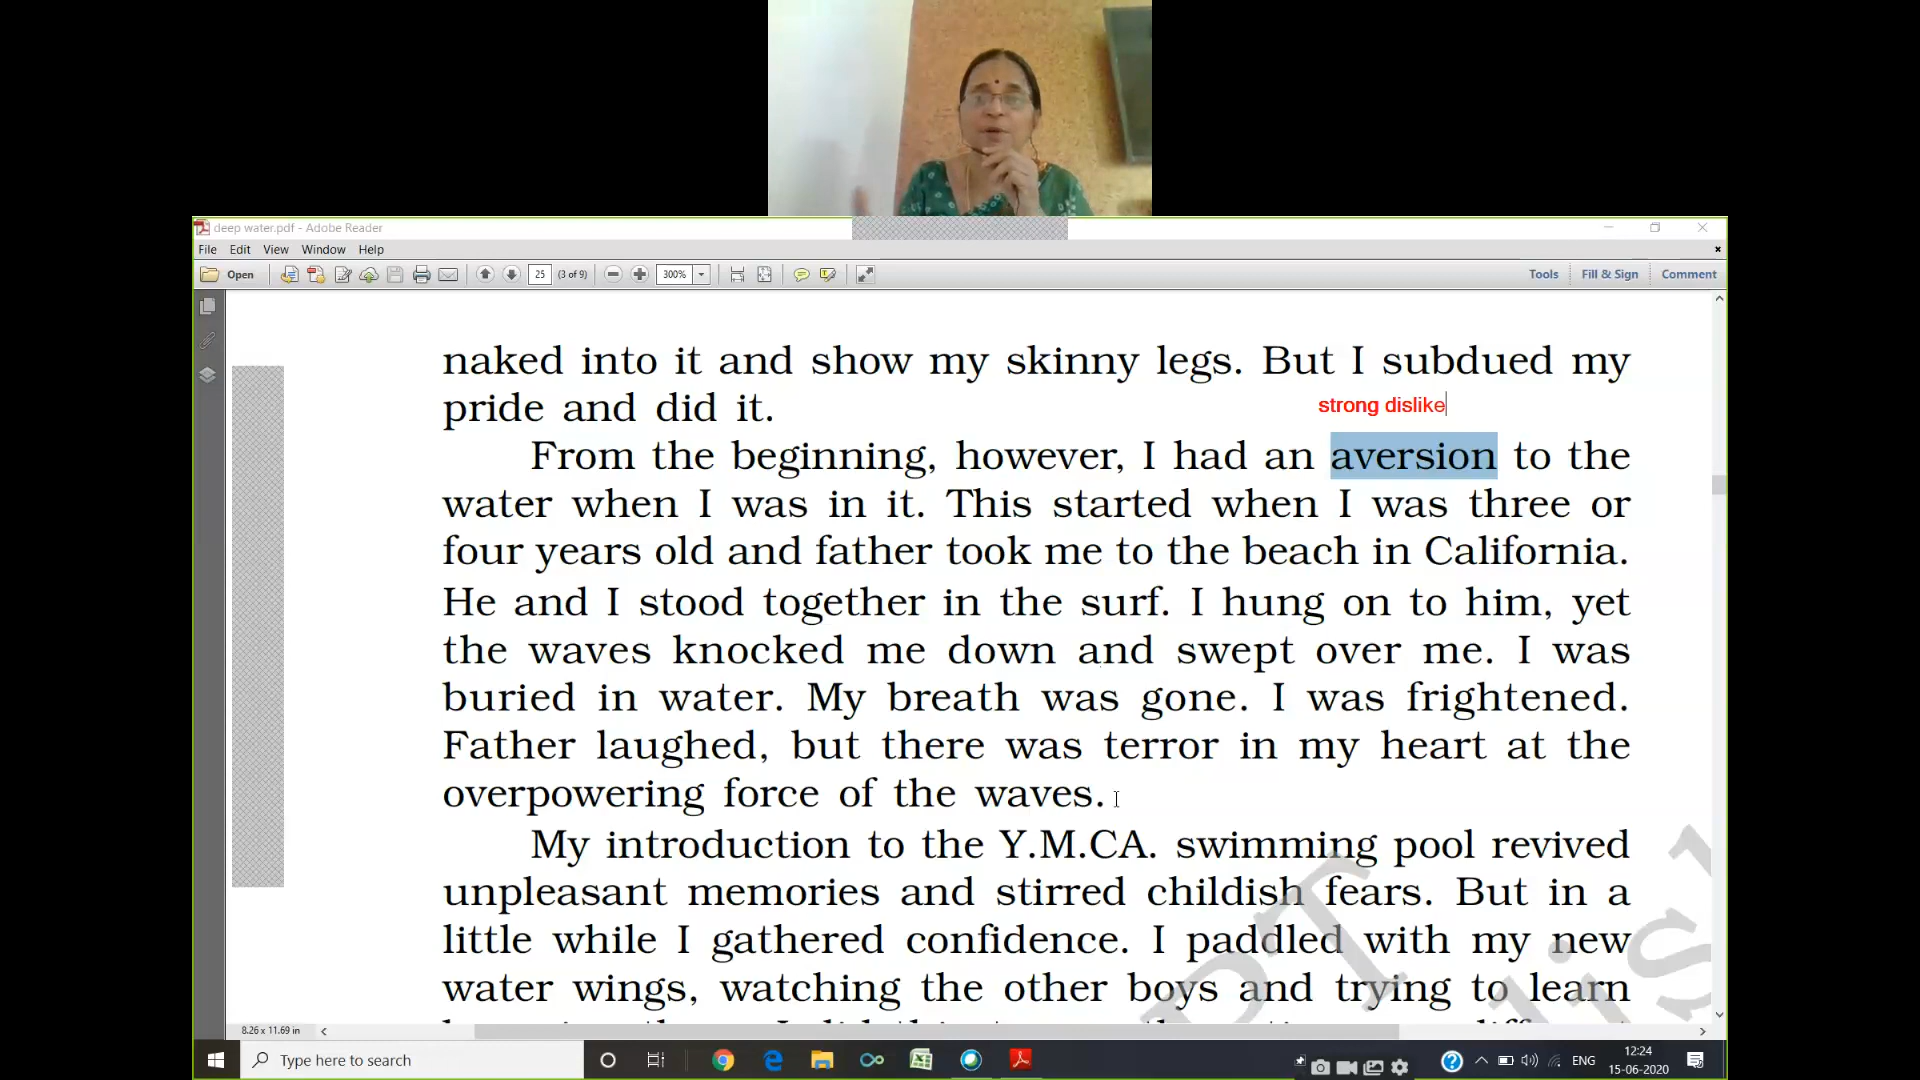 deep water.pdf - Adobe Reader
File Edit View Window Help
Open 25 (3 of 9) 300% Tools Fill & Sign Comment
naked into it and show my skinny legs. But I subdued my
pride and did it.
strong dislike
From the beginning, however, I had an aversion to the
water when I was in it. This started when I was three or
four years old and father took me to the beach in California.
He and I stood together in the surf. I hung on to him, yet
the waves knocked me down and swept over me. I was
buried in water. My breath was gone. I was frightened.
Father laughed, but there was terror in my heart at the
overpowering force of the waves.
My introduction to the Y.M.CA. swimming pool revived
unpleasant memories and stirred childish fears. But in a
little while I gathered confidence. I paddled with my new
water wings, watching the other boys and trying to learn
8.26 x 11.69 in
Type here to search
ENG
12:24
15-06-2020